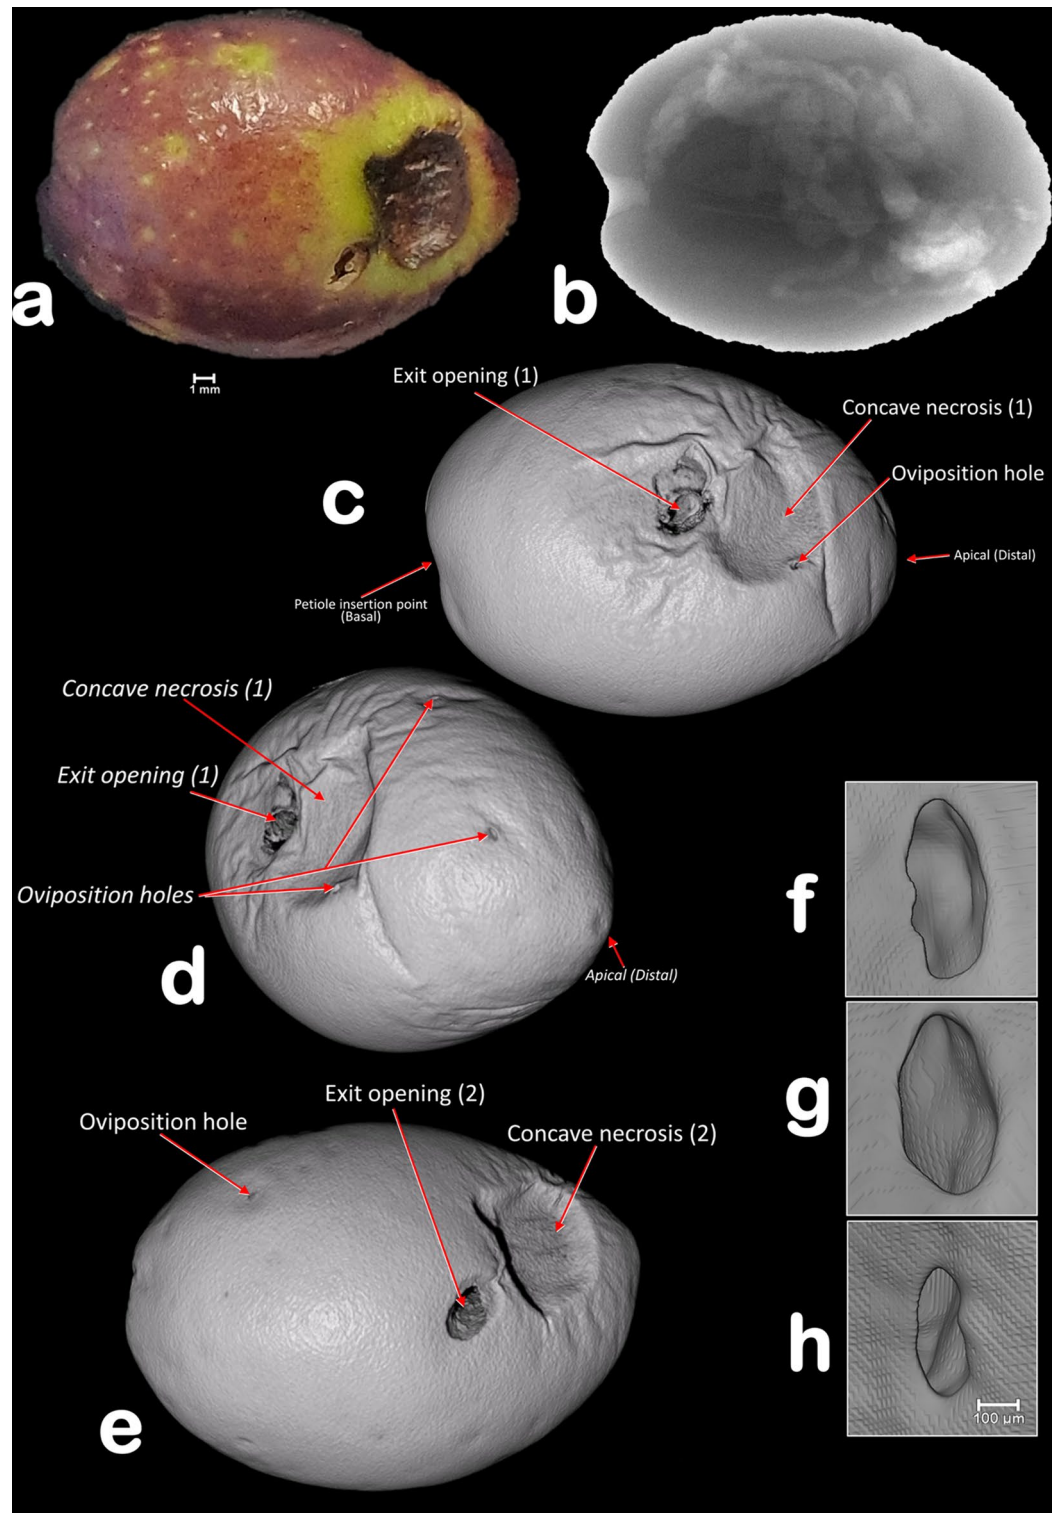 a
b
1 mm
Exit opening (1)
Concave necrosis (1)
Oviposition hole
c
Apical (Distal)
Petiole insertion point
(Basal)
Concave necrosis (1)
Exit opening (1)
Oviposition holes
d
Apical (Distal)
f
g
h
100 µm
Exit opening (2)
Oviposition hole
Concave necrosis (2)
e